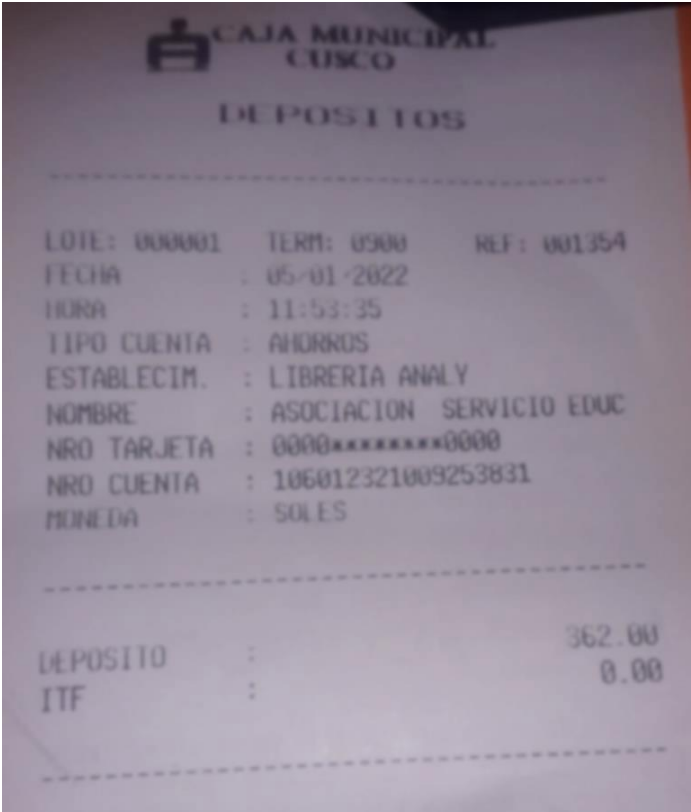 CAJA MUNICIPAL
CUSCO
DEPOSITOS
LOTE: 000001 TERM: 0900 REF: 001354
FECHA : 05/01/2022
HORA : 11:53:35
TIPO CUENTA : AHORROS
ESTABLECIM. : LIBRERIA ANALY
NOMBRE : ASOCIACION SERVICIO EDUC
NRO TARJETA : 0000*********0000
NRO CUENTA : 106012321009253831
MONEDA : SOLES
DEPOSITO : 362.00
ITF : 0.00